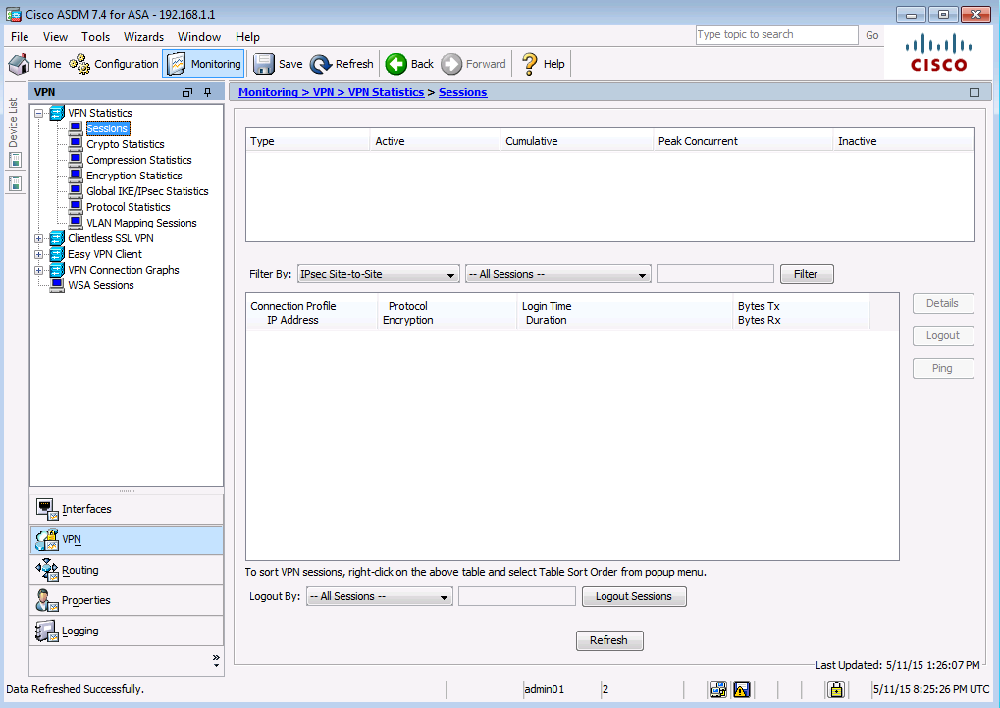 Cisco ASDM 7.4 for ASA - 192.168.1.1
File View Tools Wizards Window Help
Type topic to search Go
Home Configuration Monitoring Save Refresh Back Forward Help
CISCO
Device List
VPN
VPN Statistics
Sessions
Crypto Statistics
Compression Statistics
Encryption Statistics
Global IKE/IPsec Statistics
Protocol Statistics
VLAN Mapping Sessions
Clientless SSL VPN
Easy VPN Client
VPN Connection Graphs
WSA Sessions
Interfaces
VPN
Routing
Properties
Logging
Monitoring > VPN > VPN Statistics > Sessions
Type Active Cumulative Peak Concurrent Inactive
Filter By: IPsec Site-to-Site -- All Sessions -- Filter
Connection Profile Protocol Login Time Bytes Tx
IP Address Encryption Duration Bytes Rx
Details
Logout
Ping
To sort VPN sessions, right-click on the above table and select Table Sort Order from popup menu.
Logout By: -- All Sessions -- Logout Sessions
Refresh
Last Updated: 5/11/15 1:26:07 PM
Data Refreshed Successfully. admin01 2 5/11/15 8:25:26 PM UTC